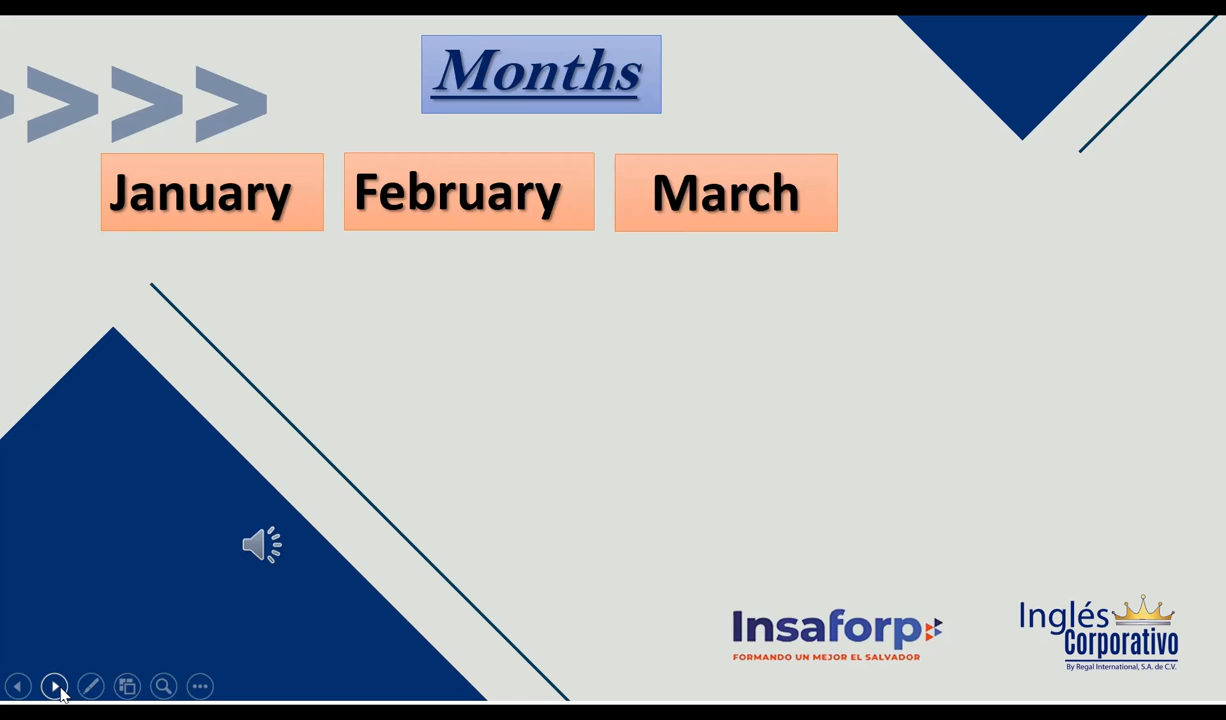 Months
January February March
Insaforp
FORMANDO UN MEJOR EL SALVADOR
Inglés
Corporativo
By Regal International, S.A. de C.V.